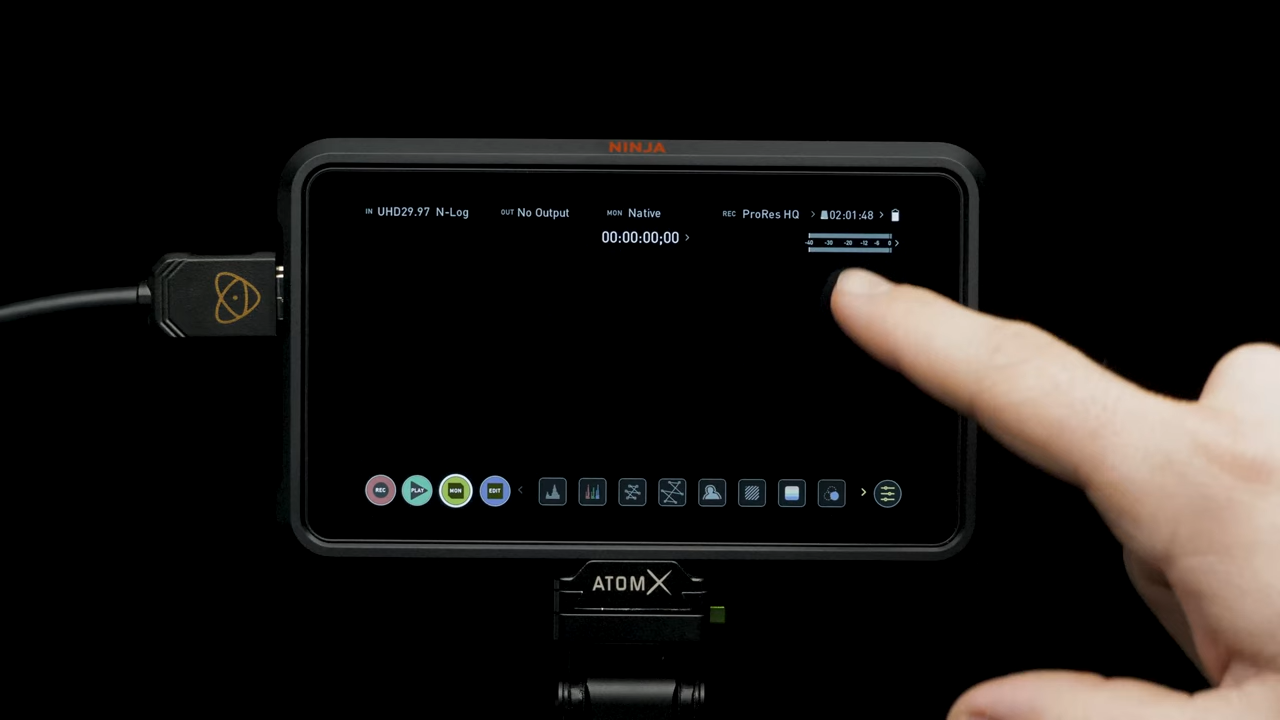 NINJA
IN UHD29.97 N-Log OUT No Output MON Native REC ProRes HQ 02:01:48
00:00:00;00
-40 -30 -20 -12 -6 0
REC PLAY MON EDIT
ATOMX